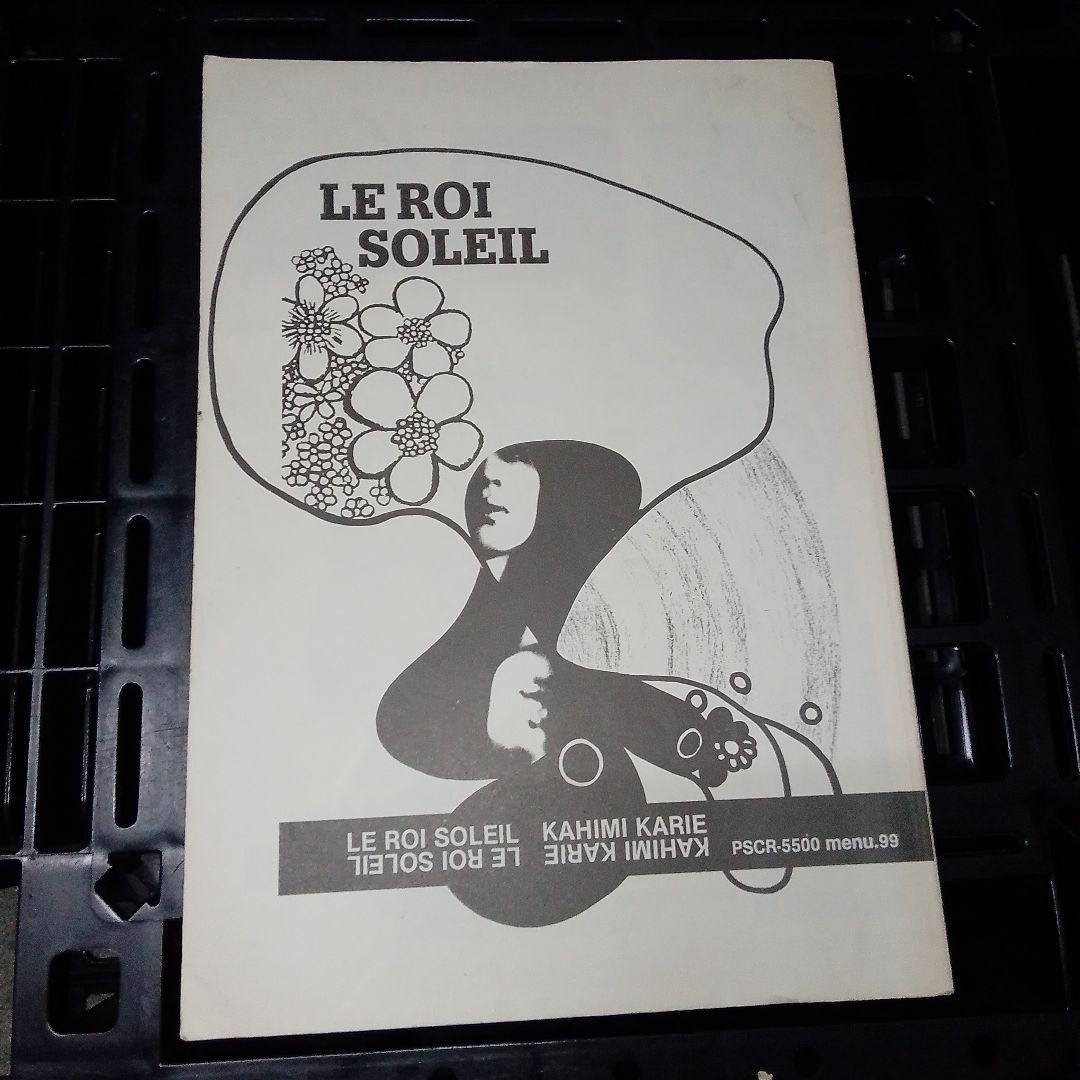 LE ROI
SOLEIL
LE ROI SOLEIL KAHIMI KARIE
LE ROI SOLEIL KAHIMI KARIE
PSCR-5500 menu.99